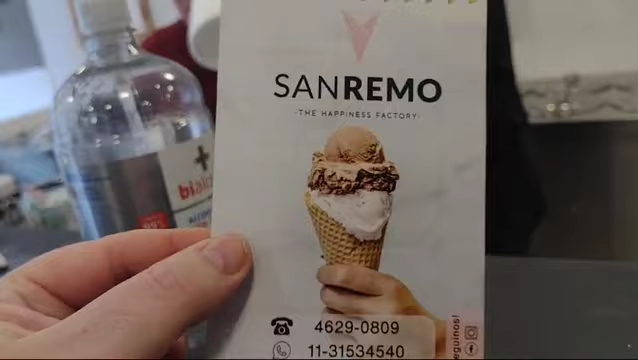 SANREMO
-THE HAPPINESS FACTORY-
4629-0809
11-31534540